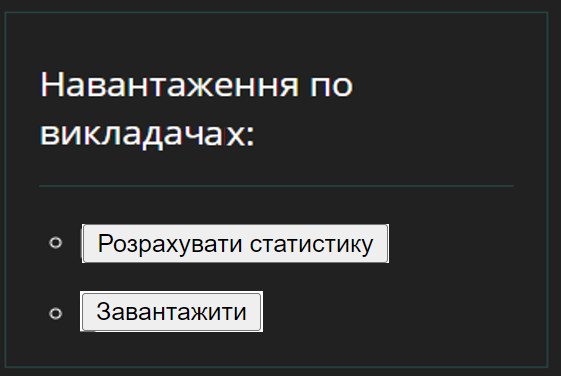 Навантаження по
викладачах:
Розрахувати статистику
Завантажити